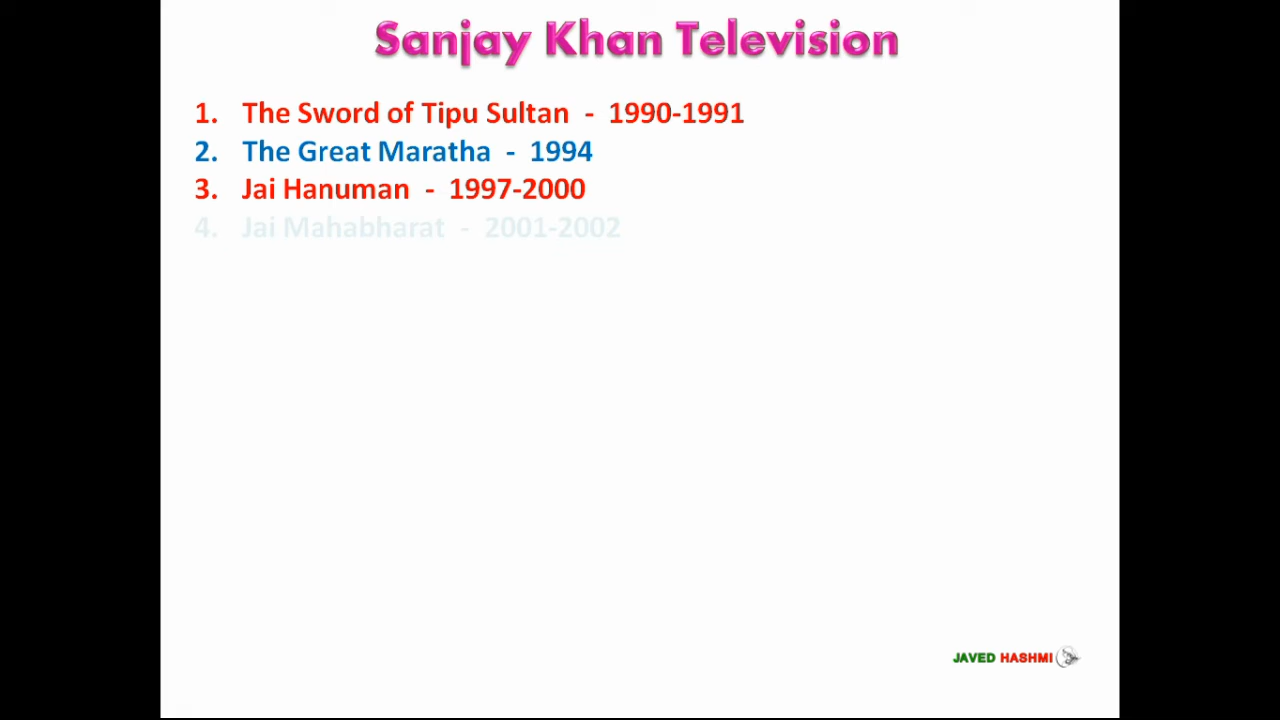 Sanjay Khan Television
1. The Sword of Tipu Sultan - 1990-1991
2. The Great Maratha - 1994
3. Jai Hanuman - 1997-2000
4. Jai Mahabharat - 2001-2002
JAVED HASHMI